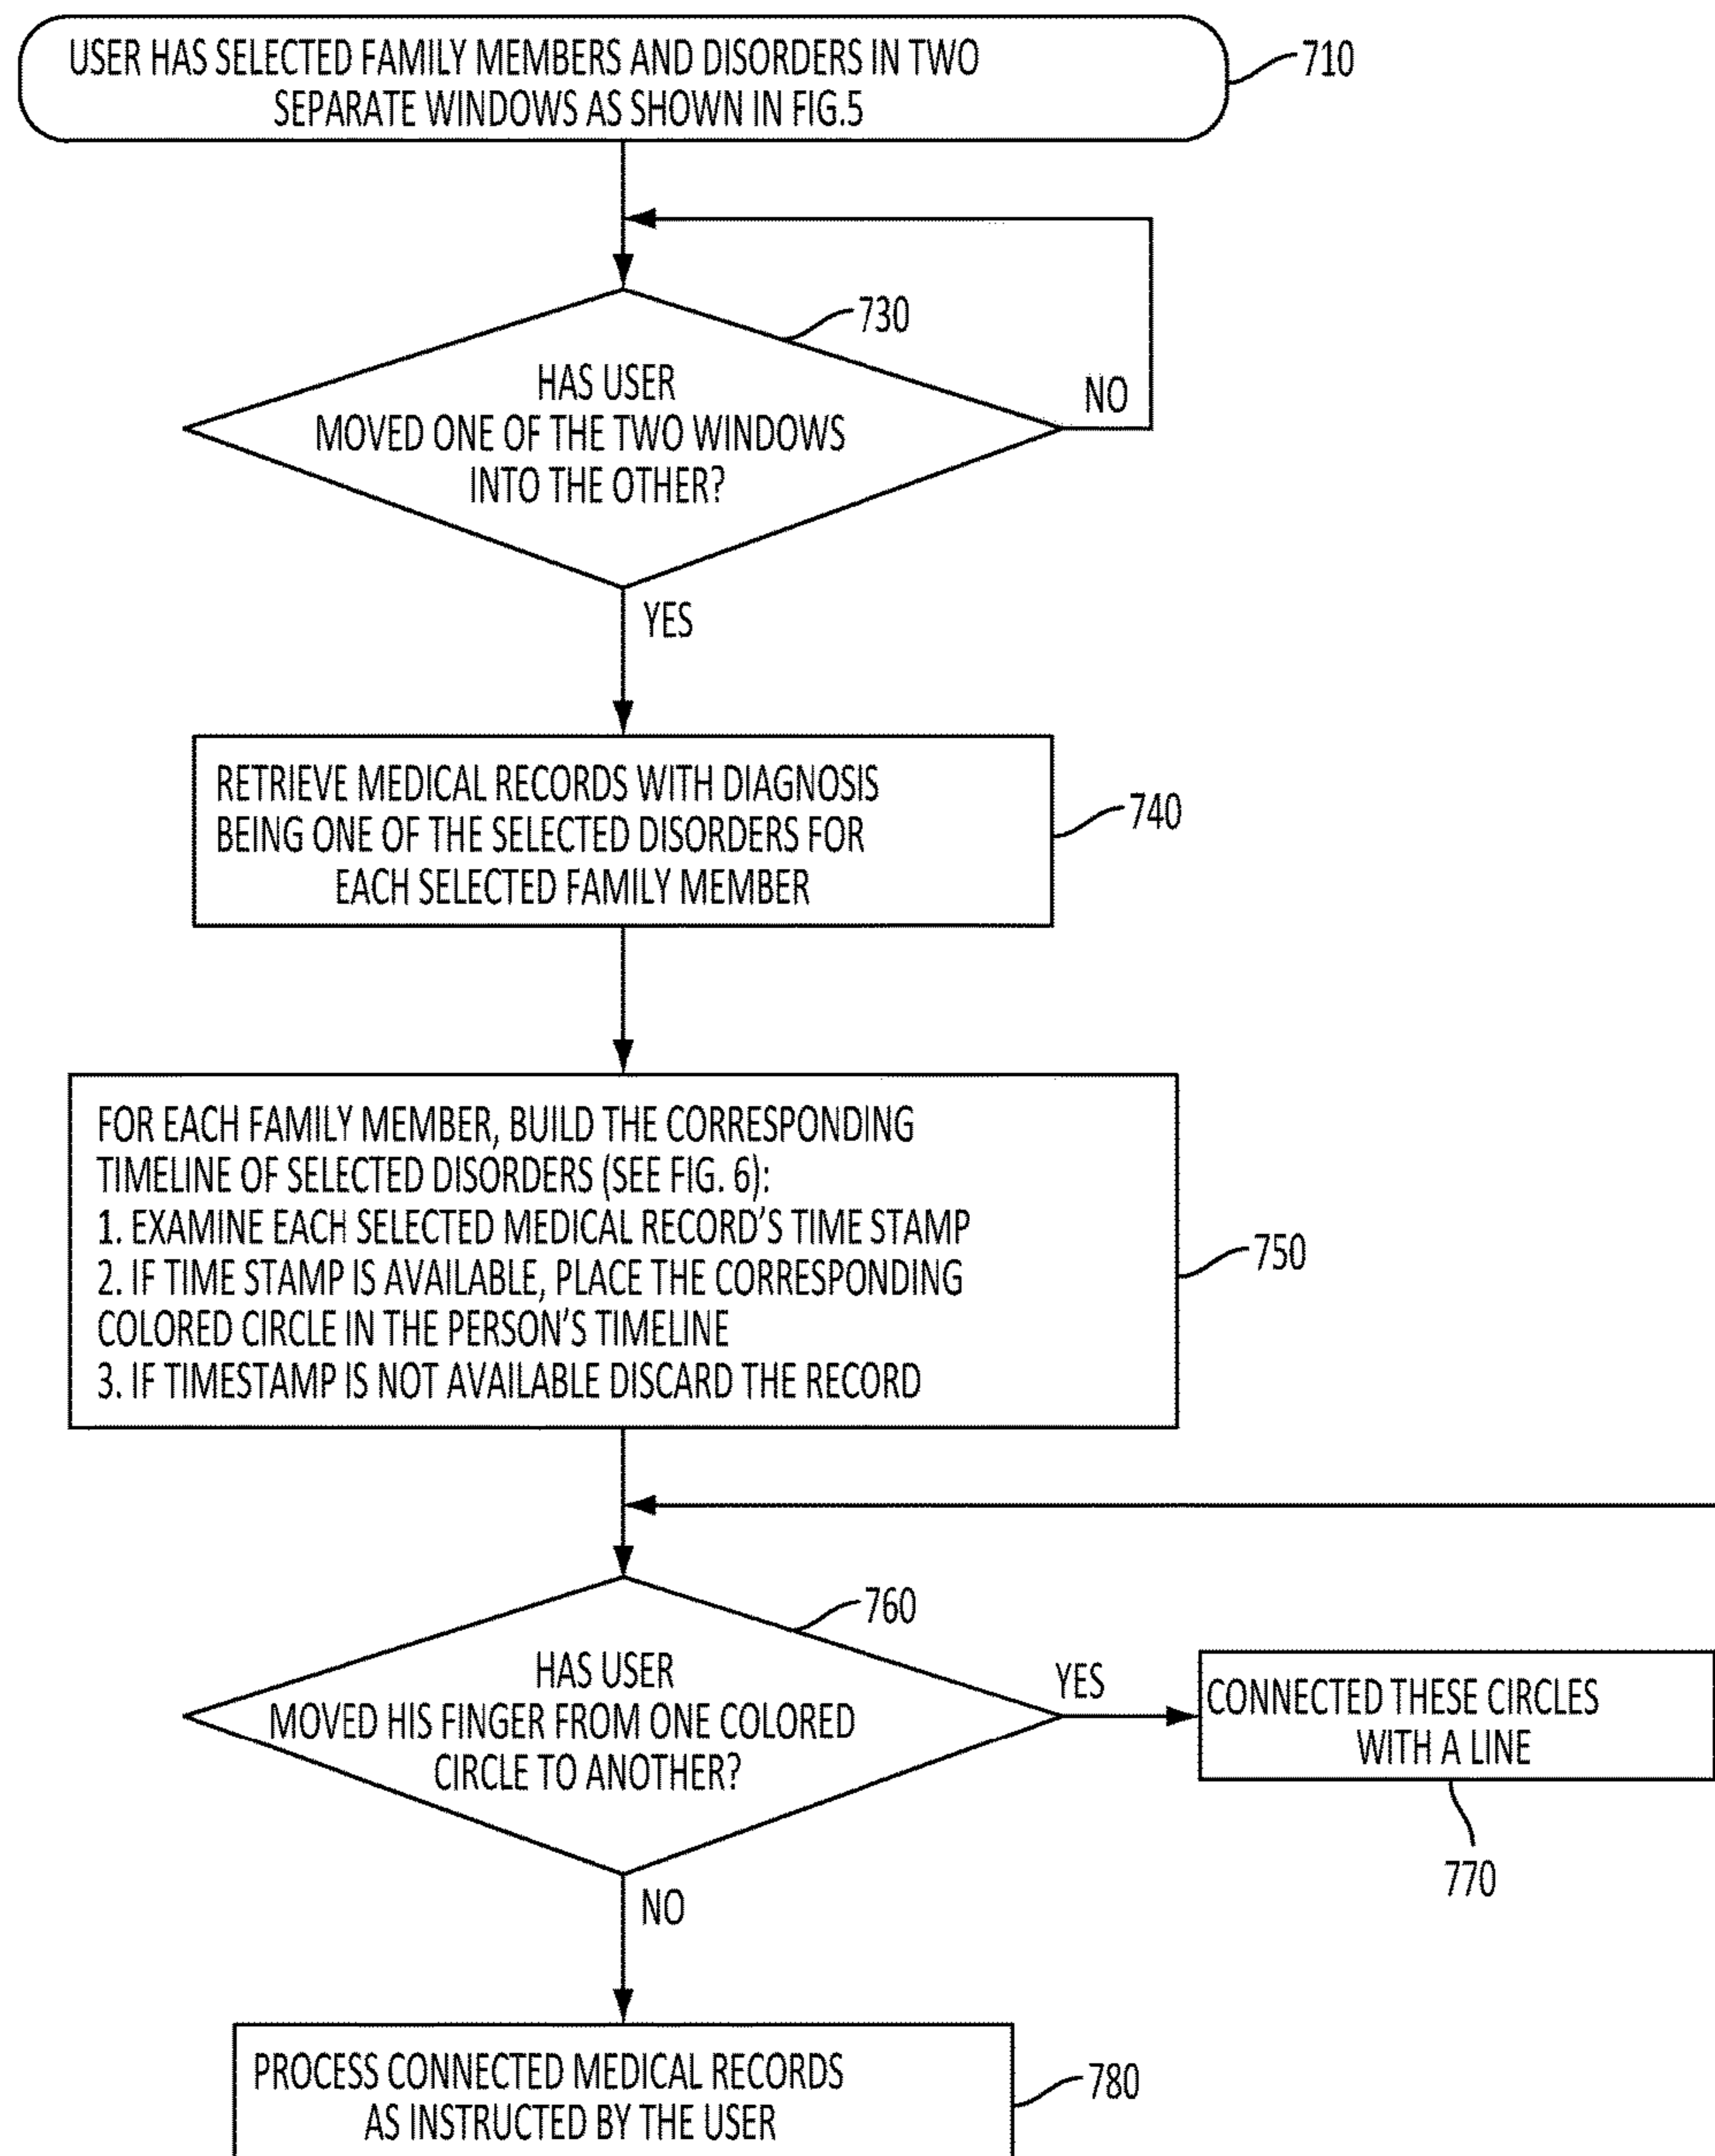 USER HAS SELECTED FAMILY MEMBERS AND DISORDERS IN TWO
SEPARATE WINDOWS AS SHOWN IN FIG.5
710
730
HAS USER
MOVED ONE OF THE TWO WINDOWS
INTO THE OTHER?
NO
YES
RETRIEVE MEDICAL RECORDS WITH DIAGNOSIS
BEING ONE OF THE SELECTED DISORDERS FOR
EACH SELECTED FAMILY MEMBER
740
FOR EACH FAMILY MEMBER, BUILD THE CORRESPONDING
TIMELINE OF SELECTED DISORDERS (SEE FIG. 6):
1. EXAMINE EACH SELECTED MEDICAL RECORD'S TIME STAMP
2. IF TIME STAMP IS AVAILABLE, PLACE THE CORRESPONDING
COLORED CIRCLE IN THE PERSON'S TIMELINE
3. IF TIMESTAMP IS NOT AVAILABLE DISCARD THE RECORD
750
760
HAS USER
MOVED HIS FINGER FROM ONE COLORED
CIRCLE TO ANOTHER?
YES
CONNECTED THESE CIRCLES
WITH A LINE
770
NO
PROCESS CONNECTED MEDICAL RECORDS
AS INSTRUCTED BY THE USER
780